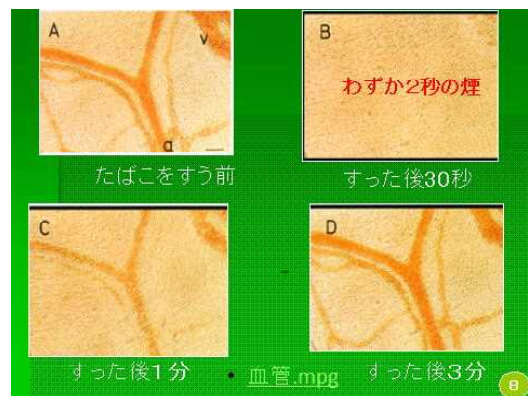 A
v
a
たばこをすう前
B
わずか2秒の煙
すった後30秒
C
すった後1分
D
すった後3分
• 血管.mpg
8